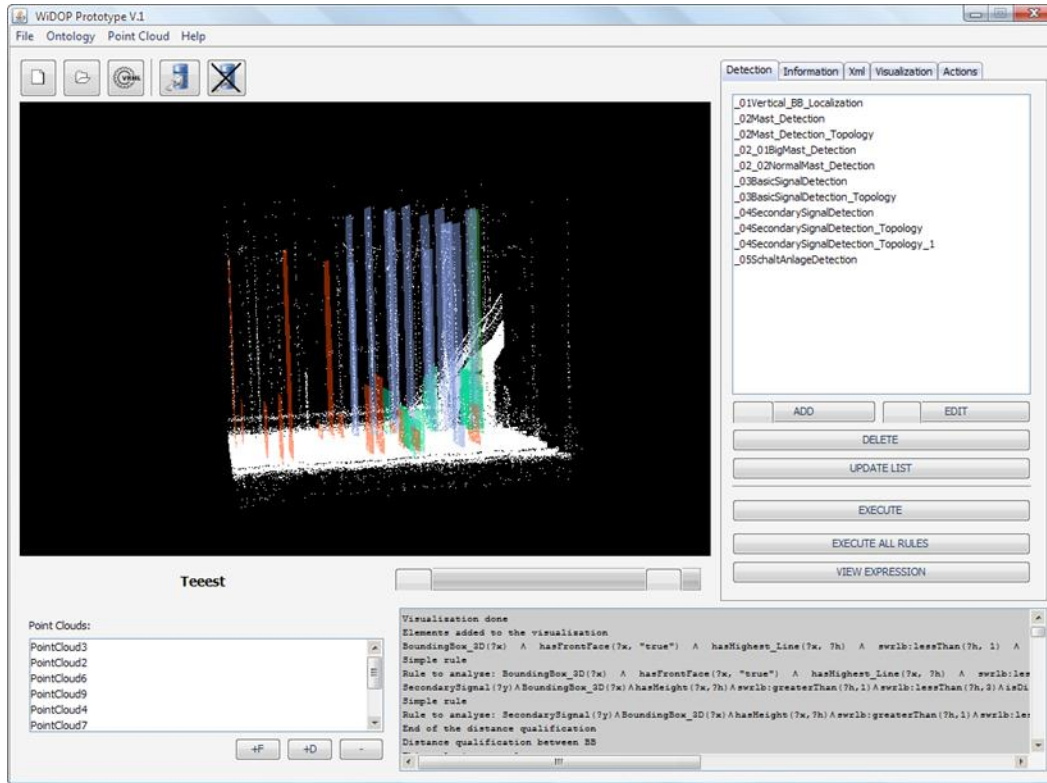 WiDOP Prototype V.1
File Ontology Point Cloud Help
VRML
Detection Information Xml Visualization Actions
_01Vertical_BB_Localization
_02Mast_Detection
_02Mast_Detection_Topology
_02_01BigMast_Detection
_02_02NormalMast_Detection
_03BasicSignalDetection
_03BasicSignalDetection_Topology
_04SecondarySignalDetection
_04SecondarySignalDetection_Topology
_04SecondarySignalDetection_Topology_1
_05SchaltAnlageDetection
ADD EDIT
DELETE
UPDATE LIST
EXECUTE
EXECUTE ALL RULES
VIEW EXPRESSION
Teeest
Point Clouds:
PointCloud3
PointCloud2
PointCloud6
PointCloud9
PointCloud4
PointCloud7
+F +D -
Visualization done
Elements added to the visualization
BoundingBox_3D(?x) ∧ hasFrontFace(?x, "true") ∧ hasHighest_Line(?x, ?h) ∧ swrlb:lessThan(?h, 1) ∧
Simple rule
Rule to analyse: BoundingBox_3D(?x) ∧ hasFrontFace(?x, "true") ∧ hasHighest_Line(?x, ?h) ∧ swrlb:les
SecondarySignal(?y)∧BoundingBox_3D(?x)∧hasHeight(?x,?h)∧swrlb:greaterThan(?h,1)∧swrlb:lessThan(?h,3)∧isDi
Simple rule
Rule to analyse: SecondarySignal(?y)∧BoundingBox_3D(?x)∧hasHeight(?x,?h)∧swrlb:greaterThan(?h,1)∧swrlb:les
End of the distance qualification
Distance qualification between BB